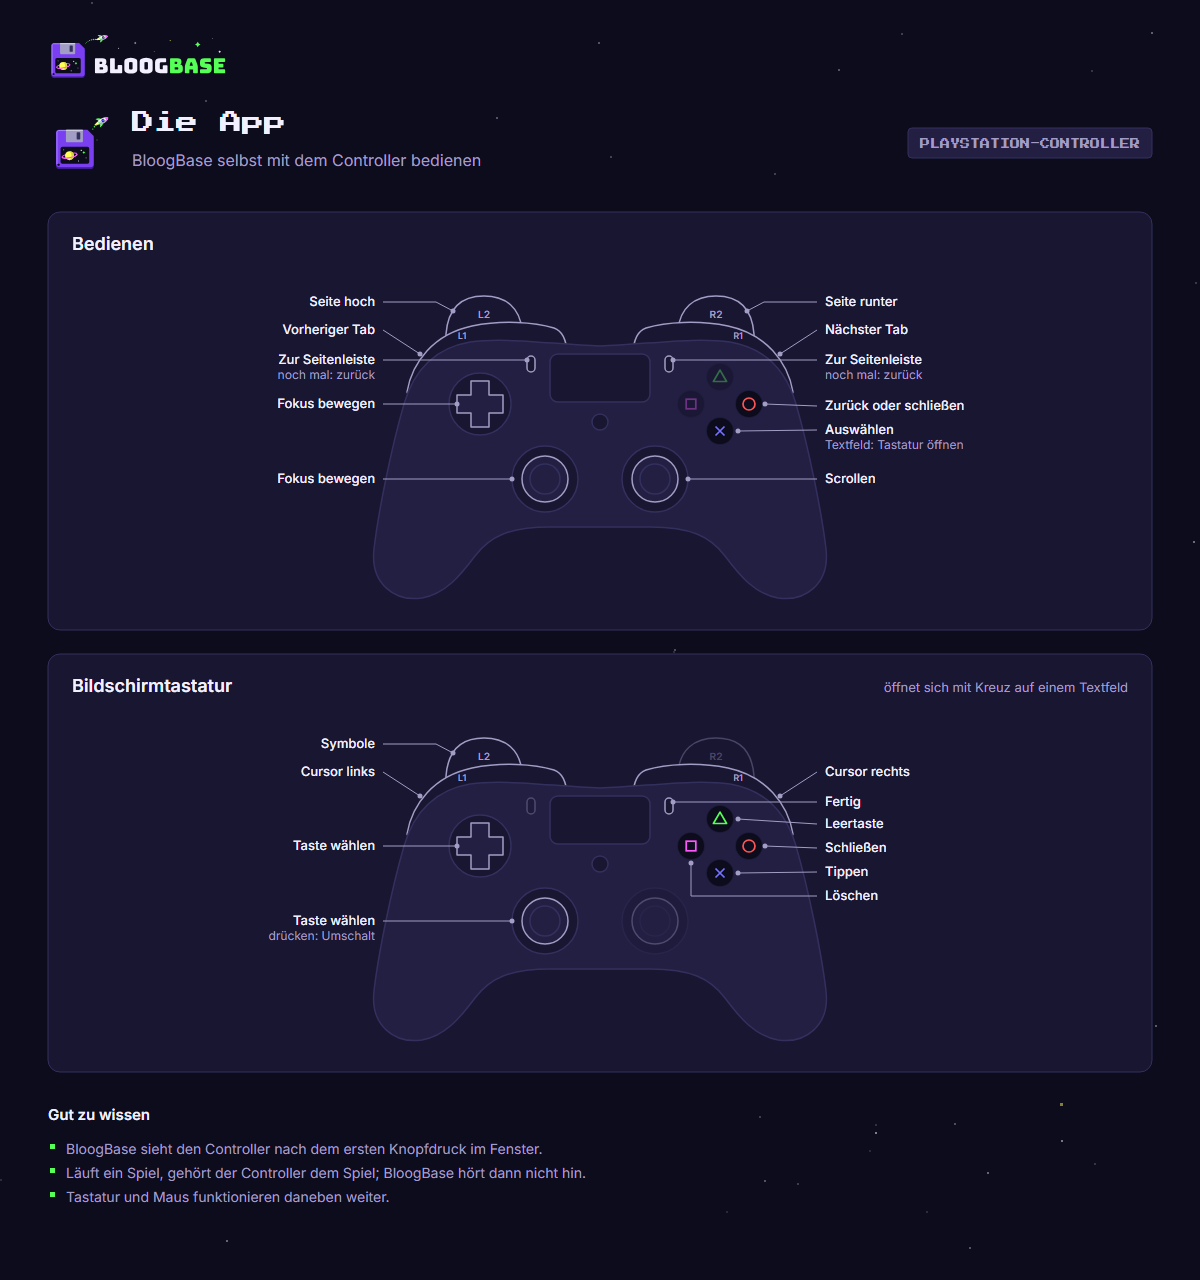 BLOOGBASE
Die App
BloogBase selbst mit dem Controller bedienen
PLAYSTATION-CONTROLLER
Bedienen
Seite hoch
L2
R2
Seite runter
Vorheriger Tab
L1
R1
Nächster Tab
Zur Seitenleiste
noch mal: zurück
Zur Seitenleiste
noch mal: zurück
Fokus bewegen
Zurück oder schließen
Auswählen
Textfeld: Tastatur öffnen
Fokus bewegen
Scrollen
Bildschirmtastatur
öffnet sich mit Kreuz auf einem Textfeld
Symbole
L2
R2
Cursor links
L1
R1
Cursor rechts
Fertig
Leertaste
Taste wählen
Schließen
Tippen
Löschen
Taste wählen
drücken: Umschalt
Gut zu wissen
BloogBase sieht den Controller nach dem ersten Knopfdruck im Fenster.
Läuft ein Spiel, gehört der Controller dem Spiel; BloogBase hört dann nicht hin.
Tastatur und Maus funktionieren daneben weiter.